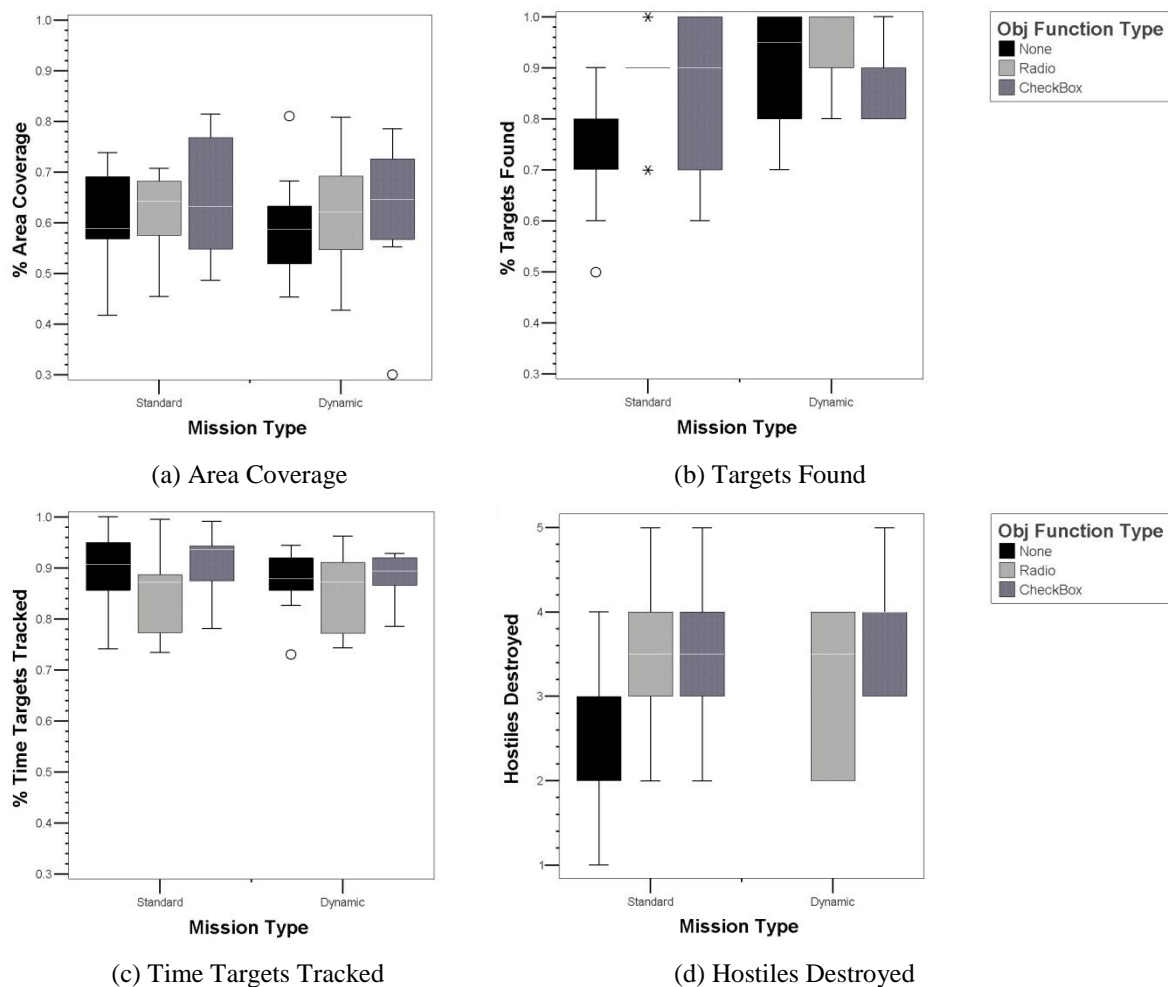 1.0
0.9
0.8
0.7
0.6
0.5
0.4
0.3
% Area Coverage
Standard
Dynamic
Mission Type
(a) Area Coverage
1.0
0.9
0.8
0.7
0.6
0.5
0.4
0.3
% Targets Found
Standard
Dynamic
Mission Type
(b) Targets Found
Obj Function Type
None
Radio
CheckBox
1.0
0.9
0.8
0.7
0.6
0.5
0.4
0.3
% Time Targets Tracked
Standard
Dynamic
Mission Type
(c) Time Targets Tracked
5
4
3
2
1
Hostiles Destroyed
Standard
Dynamic
Mission Type
(d) Hostiles Destroyed
Obj Function Type
None
Radio
CheckBox